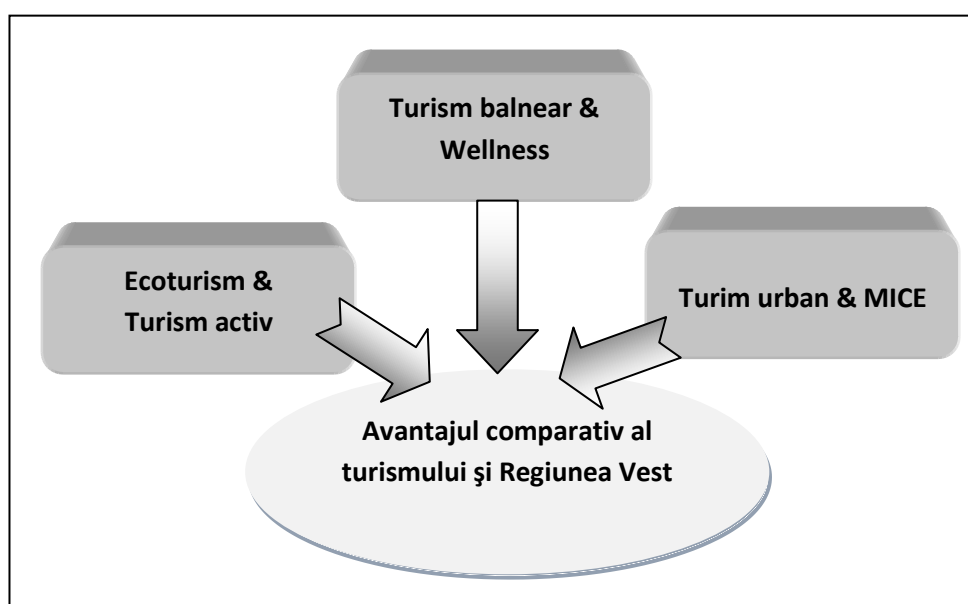 Turism balnear &
Wellness
Ecoturism &
Turism activ
Turim urban & MICE
Avantajul comparativ al
turismului şi Regiunea Vest